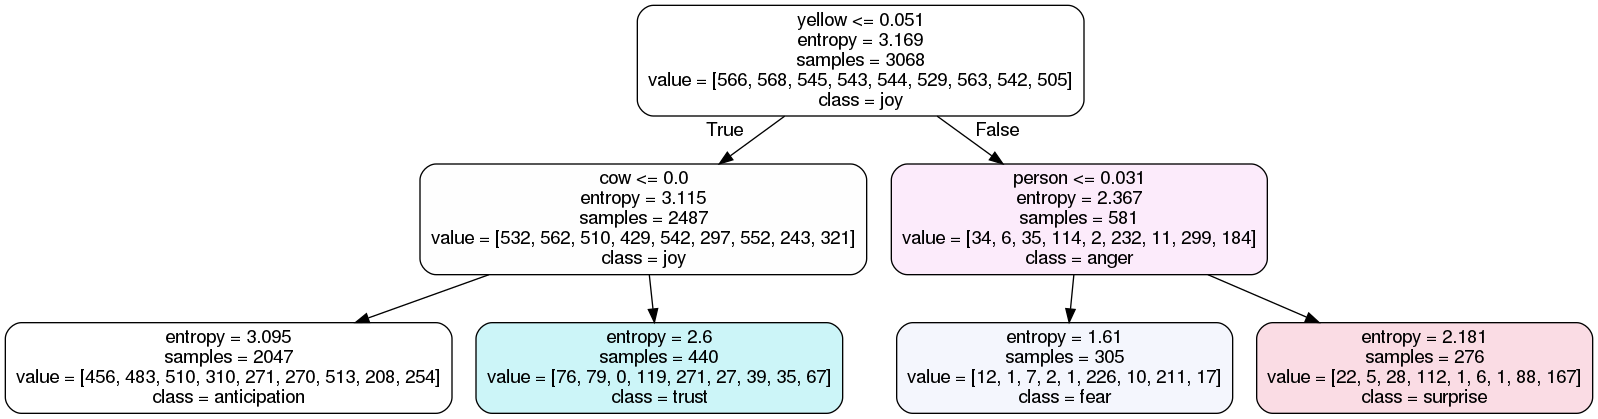 yellow <= 0.051
entropy = 3.169
samples = 3068
value = [566, 568, 545, 543, 544, 529, 563, 542, 505]
class = joy
True
False
cow <= 0.0
entropy = 3.115
samples = 2487
value = [532, 562, 510, 429, 542, 297, 552, 243, 321]
class = joy
person <= 0.031
entropy = 2.367
samples = 581
value = [34, 6, 35, 114, 2, 232, 11, 299, 184]
class = anger
entropy = 3.095
samples = 2047
value = [456, 483, 510, 310, 271, 270, 513, 208, 254]
class = anticipation
entropy = 2.6
samples = 440
value = [76, 79, 0, 119, 271, 27, 39, 35, 67]
class = trust
entropy = 1.61
samples = 305
value = [12, 1, 7, 2, 1, 226, 10, 211, 17]
class = fear
entropy = 2.181
samples = 276
value = [22, 5, 28, 112, 1, 6, 1, 88, 167]
class = surprise